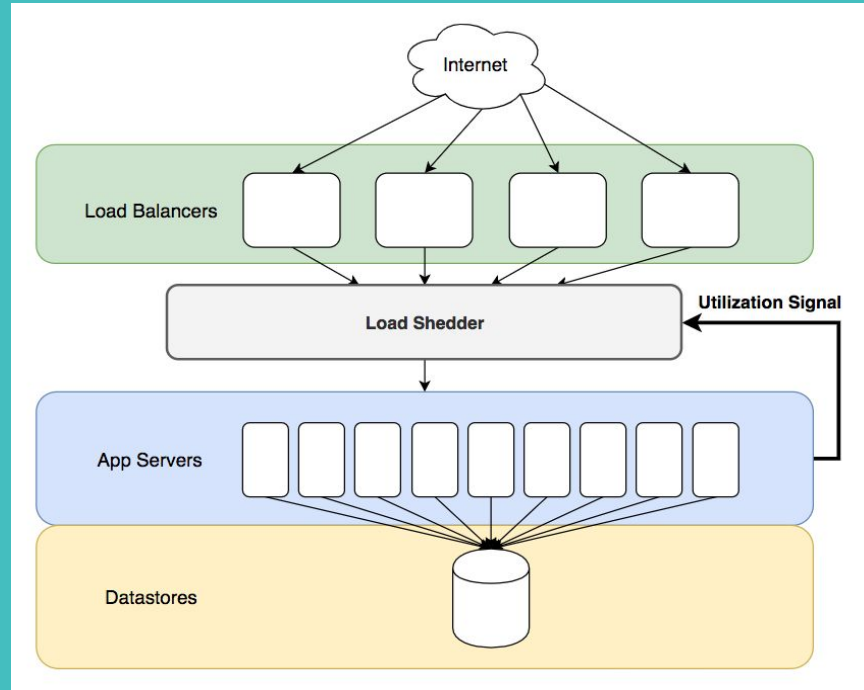 Internet
Load Balancers
Utilization Signal
Load Shedder
App Servers
Datastores